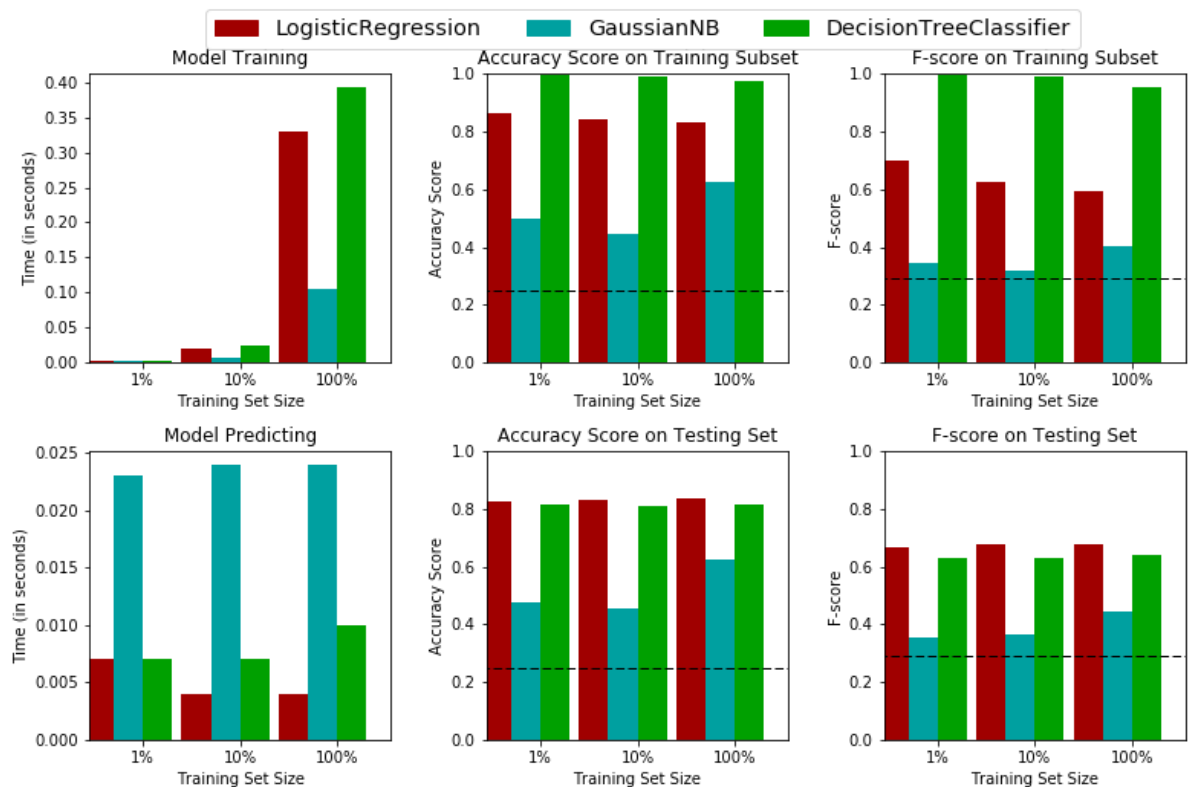 LogisticRegression GaussianNB DecisionTreeClassifier
Model Training
Time (in seconds)
0.40
0.35
0.30
0.25
0.20
0.15
0.10
0.05
0.00
1% 10% 100%
Training Set Size
Accuracy Score on Training Subset
Accuracy Score
1.0
0.8
0.6
0.4
0.2
0.0
1% 10% 100%
Training Set Size
F-score on Training Subset
F-score
1.0
0.8
0.6
0.4
0.2
0.0
1% 10% 100%
Training Set Size
Model Predicting
Time (in seconds)
0.025
0.020
0.015
0.010
0.005
0.000
1% 10% 100%
Training Set Size
Accuracy Score on Testing Set
Accuracy Score
1.0
0.8
0.6
0.4
0.2
0.0
1% 10% 100%
Training Set Size
F-score on Testing Set
F-score
1.0
0.8
0.6
0.4
0.2
0.0
1% 10% 100%
Training Set Size